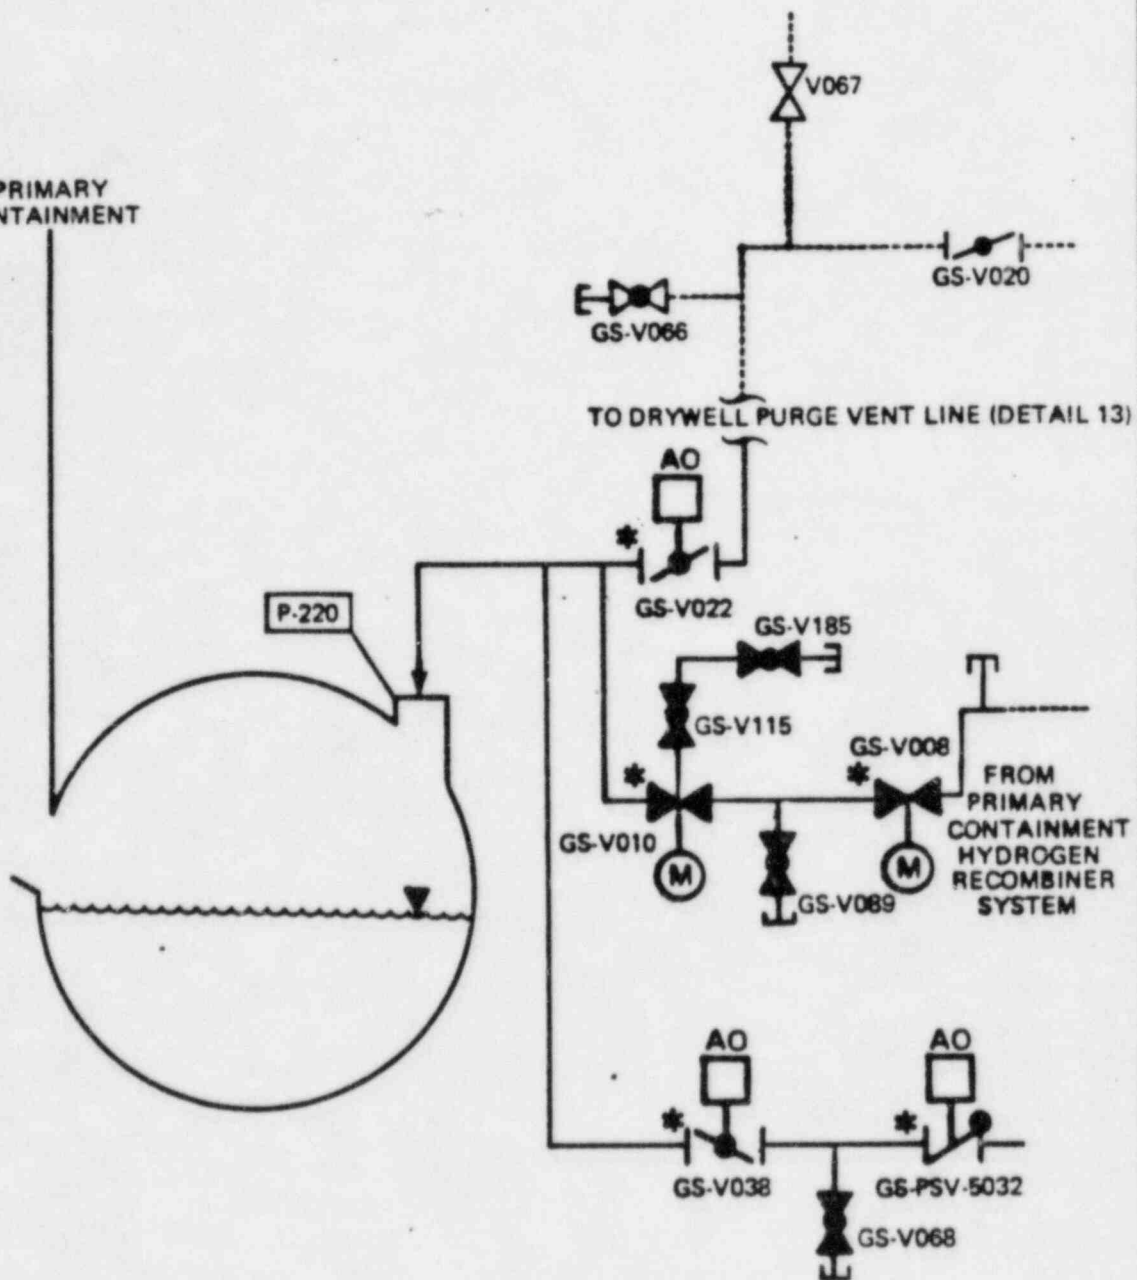 V067
PRIMARY
NTAINMENT
GS-V020
GS-V066
TO DRYWELL PURGE VENT LINE (DETAIL 13)
AO
*
GS-V022
P-220
GS-V185
GS-V115
GS-V008
*
*
FROM
PRIMARY
CONTAINMENT
HYDROGEN
RECOMBINER
SYSTEM
GS-V010
M
M
GS-V089
AO
AO
*
*
GS-V038
GS-PSV-5032
GS-V068